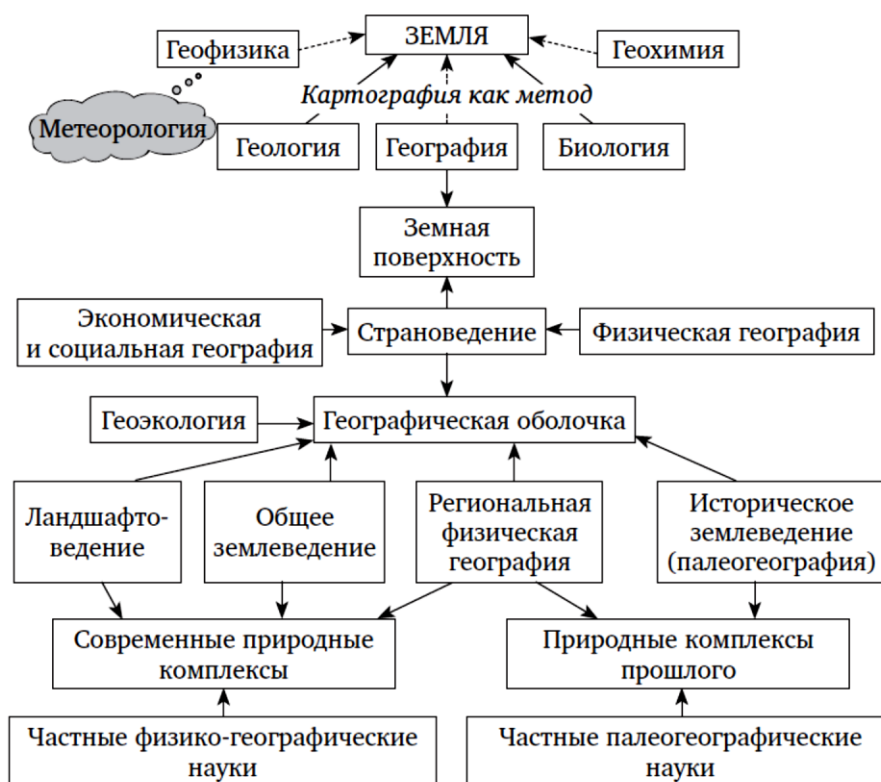 Геофизика
ЗЕМЛЯ
Геохимия
Картография как метод
Метеорология
Геология
География
Биология
Земная
поверхность
Экономическая
и социальная география
Страноведение
Физическая география
Геоэкология
Географическая оболочка
Ландшафто-
ведение
Общее
землеведение
Региональная
физическая
география
Историческое
землеведение
(палеогеография)
Современные природные
комплексы
Природные комплексы
прошлого
Частные физико-географические
науки
Частные палеогеографические
науки